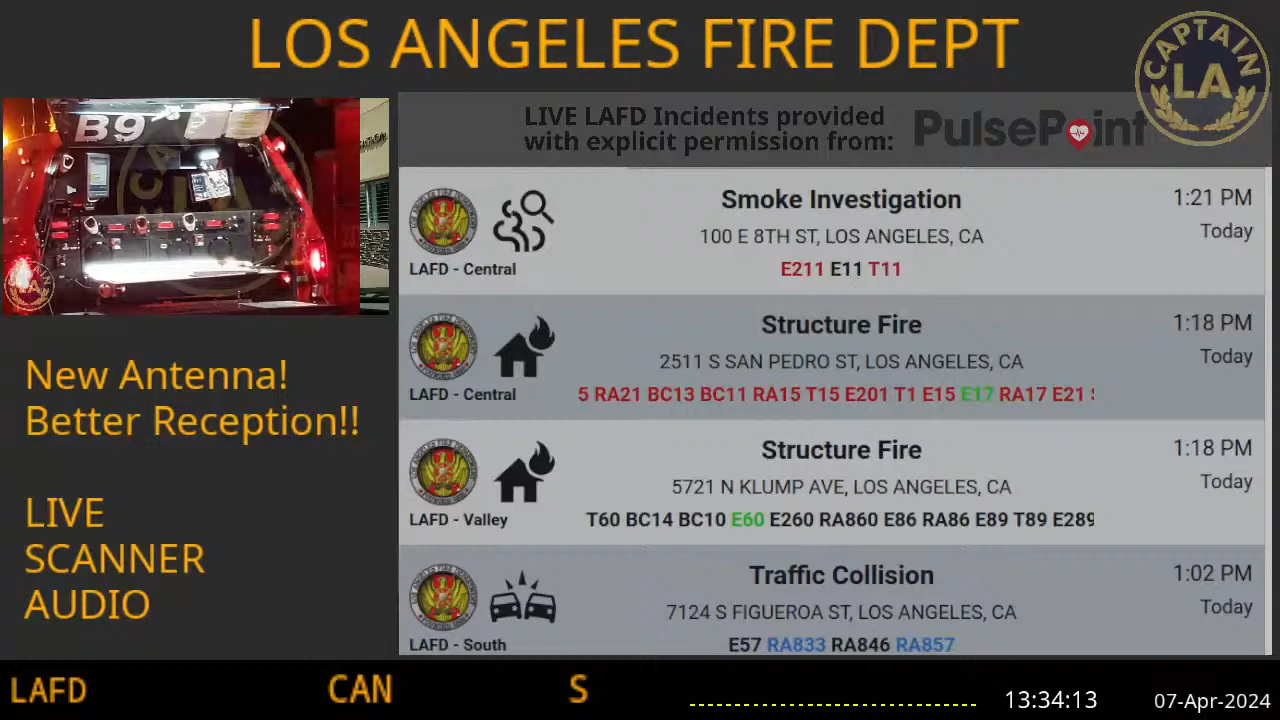 LOS ANGELES FIRE DEPT
CAPTAIN
LA
LIVE LAFD Incidents provided
with explicit permission from:
PulsePoint
B9
Smoke Investigation
100 E 8TH ST, LOS ANGELES, CA
E211 E11 T11
1:21 PM
Today
LAFD - Central
Structure Fire
2511 S SAN PEDRO ST, LOS ANGELES, CA
5 RA21 BC13 BC11 RA15 T15 E201 T1 E15 E17 RA17 E21
1:18 PM
Today
LAFD - Central
Structure Fire
5721 N KLUMP AVE, LOS ANGELES, CA
T60 BC14 BC10 E60 E260 RA860 E86 RA86 E89 T89 E289
1:18 PM
Today
LAFD - Valley
Traffic Collision
7124 S FIGUEROA ST, LOS ANGELES, CA
E57 RA833 RA846 RA857
1:02 PM
Today
LAFD - South
New Antenna!
Better Reception!!
LIVE
SCANNER
AUDIO
LAFD
CAN
S
13:34:13
07-Apr-2024